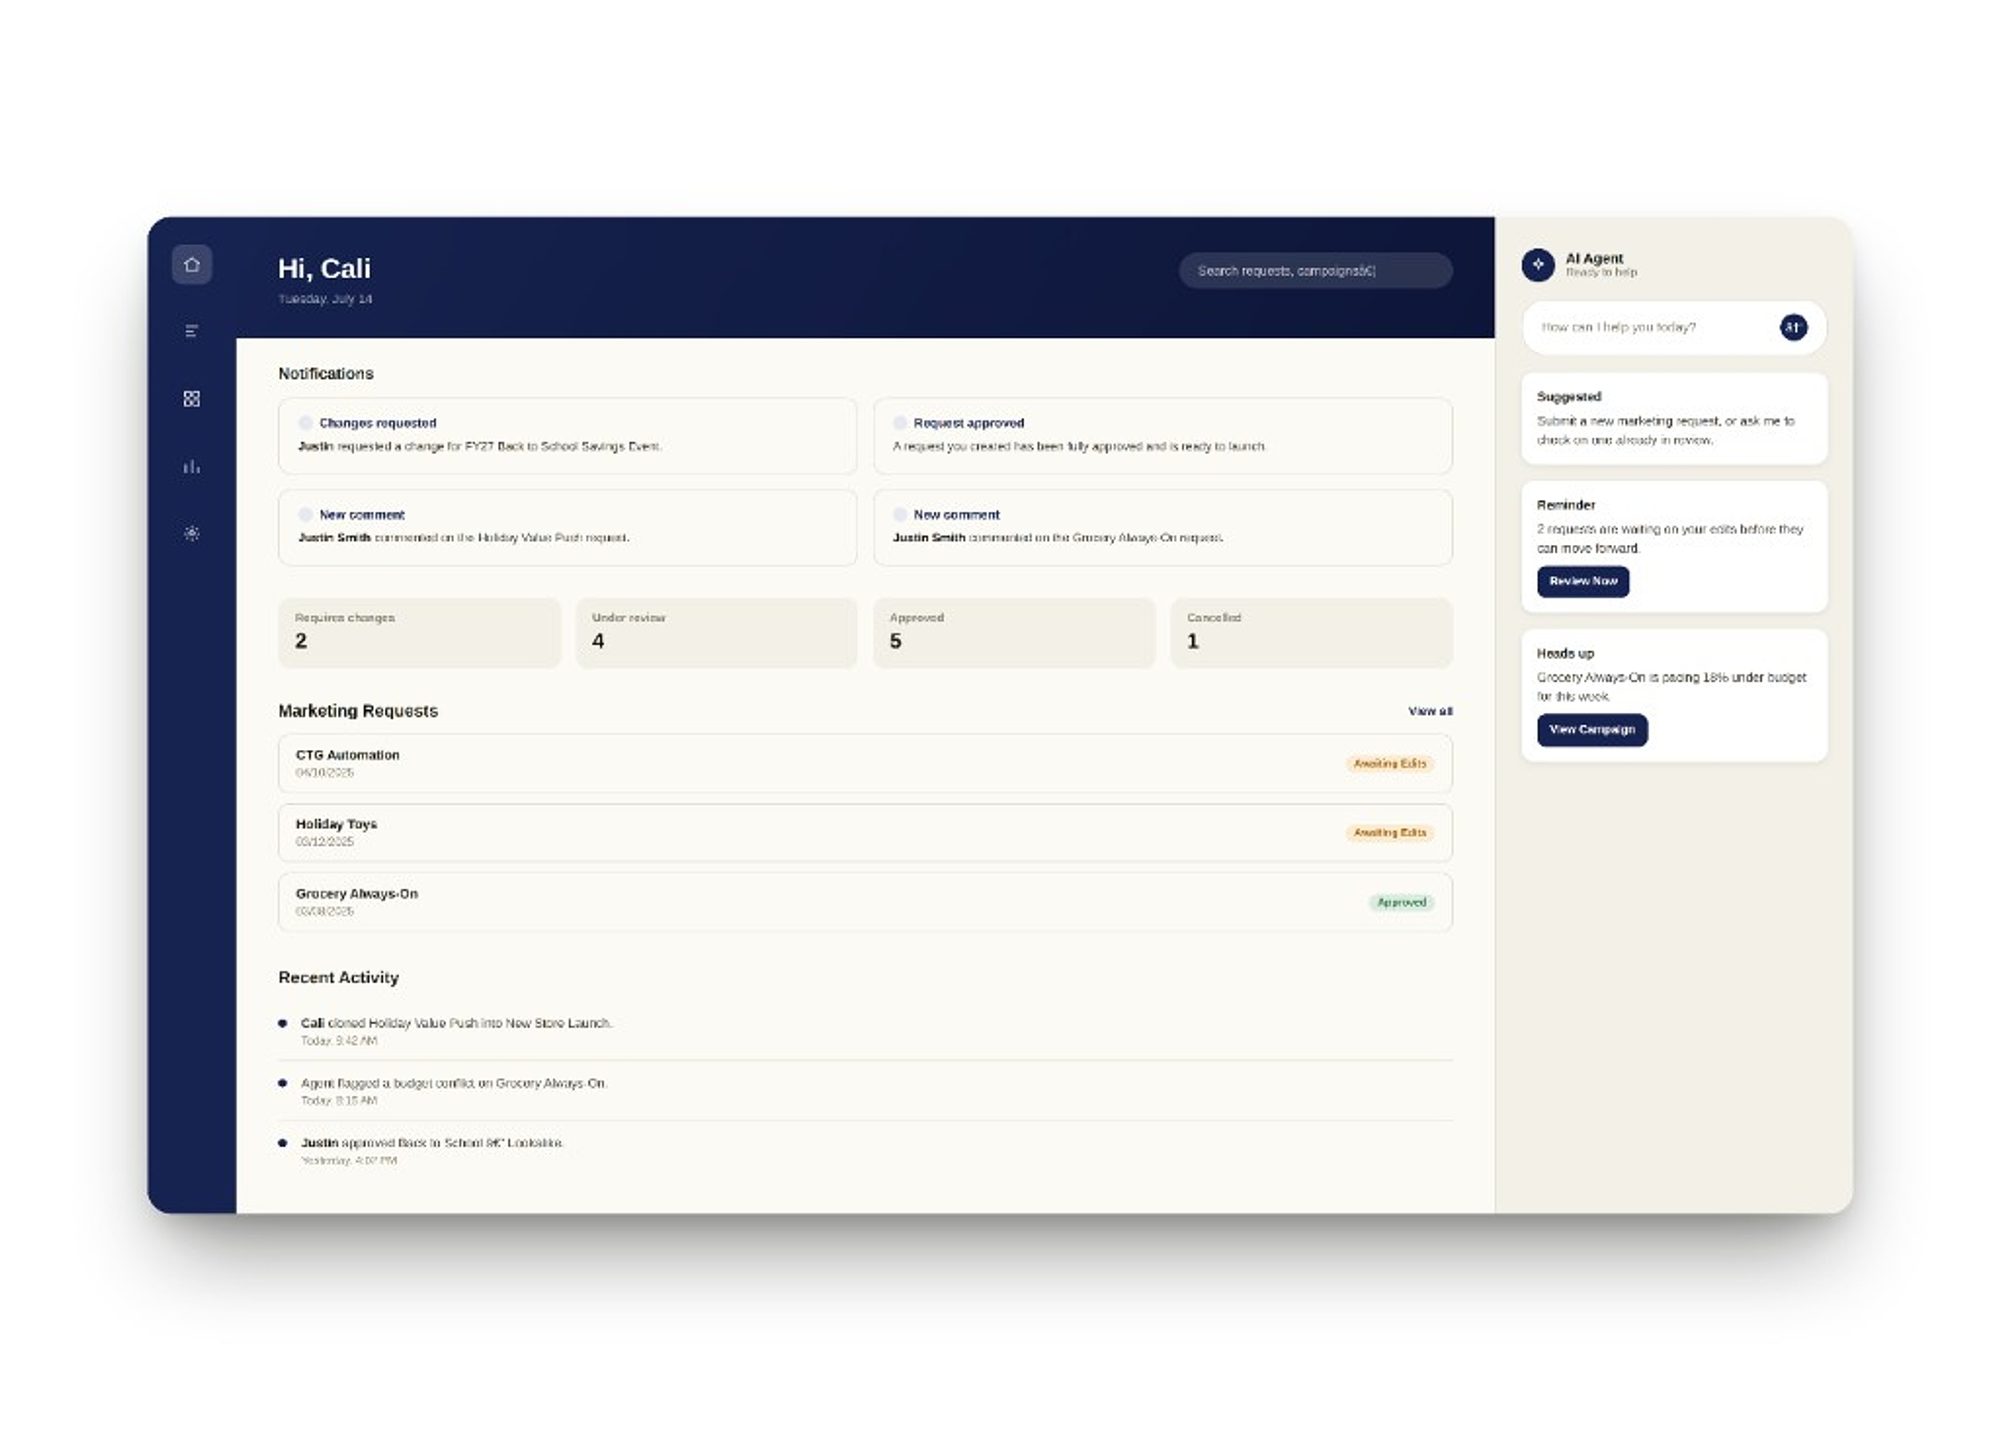 Hi, Cali
Tuesday, July 14
Search requests, campaignsâ€¦
Notifications
Changes requested
Justin requested a change for FY27 Back to School Savings Event.
Request approved
A request you created has been fully approved and is ready to launch.
New comment
Justin Smith commented on the Holiday Value Push request.
New comment
Justin Smith commented on the Grocery Always-On request.
Requires changes
2
Under review
4
Approved
5
Cancelled
1
Marketing Requests
View all
CTG Automation
04/10/2025
Awaiting Edits
Holiday Toys
03/12/2025
Awaiting Edits
Grocery Always-On
03/08/2025
Approved
Recent Activity
Cali cloned Holiday Value Push into New Store Launch.
Today, 9:42 AM
Agent flagged a budget conflict on Grocery Always-On.
Today, 8:15 AM
Justin approved Back to School â€" Lookalike.
Yesterday, 4:02 PM
AI Agent
Ready to help
How can I help you today?
Suggested
Submit a new marketing request, or ask me to
check on one already in review.
Reminder
2 requests are waiting on your edits before they
can move forward.
Review Now
Heads up
Grocery Always-On is pacing 18% under budget
for this week.
View Campaign